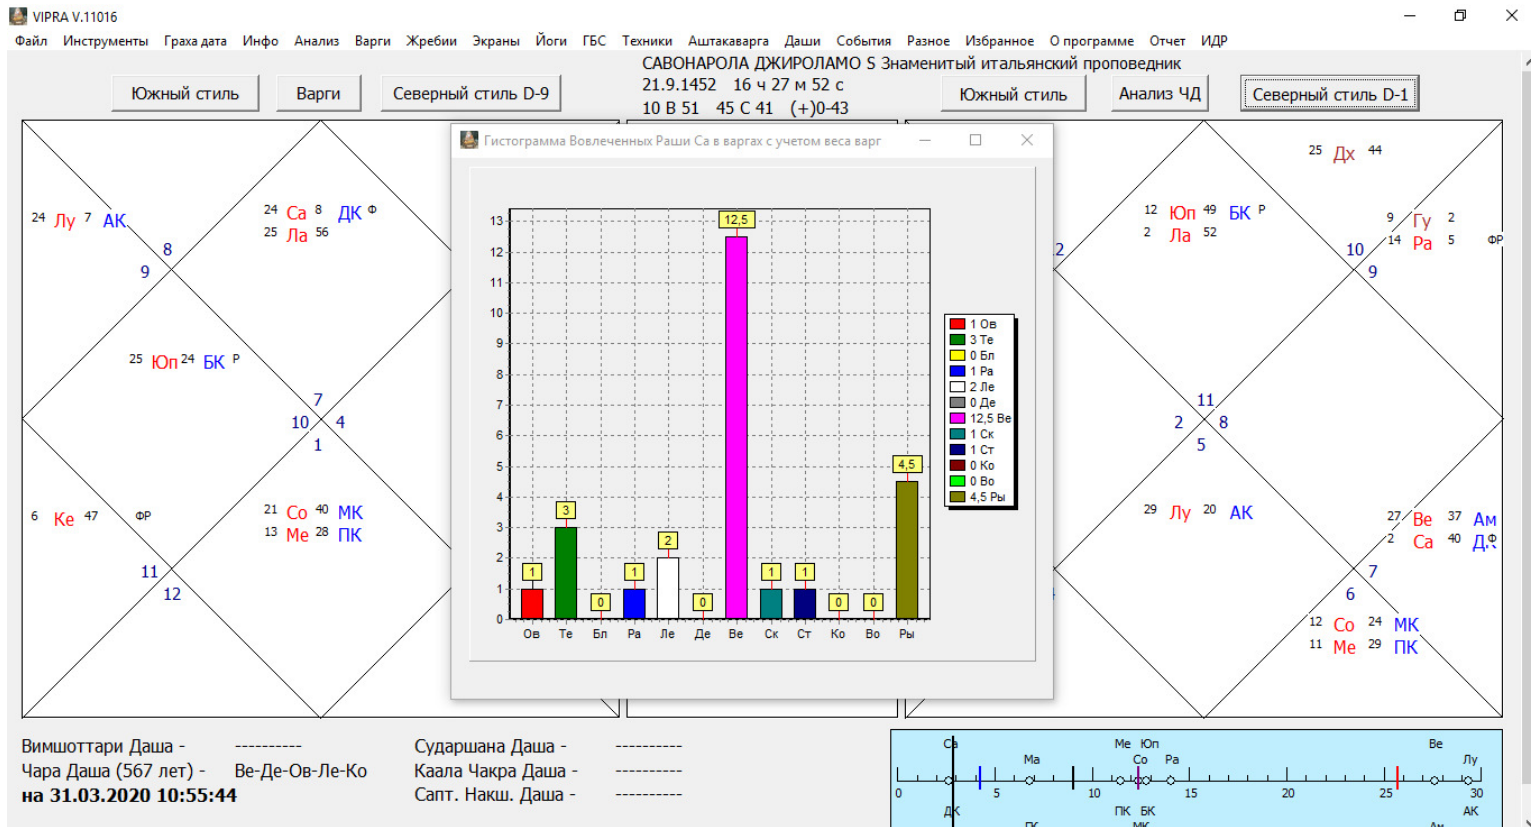 VIPRA V.11016
Файл Инструменты Граха дата Инфо Анализ Варги Жребии Экраны Йоги ГБС Техники Аштакаварга Даши События Разное Избранное О программе Отчет ИДР
САВОНАРОЛА ДЖИРОЛАМО S Знаменитый итальянский проповедник
21.9.1452 16 ч 27 м 52 с
10 В 51 45 С 41 (+)0-43
Южный стиль Варги Северный стиль D-9
Южный стиль Анализ ЧД Северный стиль D-1
24 Лу 7 АК
24 Са 8 ДК Ф
25 Ла 56
8
9
25 Юп 24 БК Р
7
10 4
1
6 Ке 47 ФР
21 Со 40 МК
13 Ме 28 ПК
11
12
Гистограмма Вовлеченных Раши Са в варгах с учетом веса варг
13
12
11
10
9
8
7
6
5
4
3
2
1
0
1 3 0 1 2 0 12,5 1 1 0 0 4,5
Ов Те Бл Ра Ле Де Ве Ск Ст Ко Во Ры
1 Ов
3 Те
0 Бл
1 Ра
2 Ле
0 Де
12,5 Ве
1 Ск
1 Ст
0 Ко
0 Во
4,5 Ры
25 Дх 44
12 Юп 49 БК Р
2 Ла 52
9 Гу 2
14 Ра 5 ФР
10
9
11
2 8
5
29 Лу 20 АК
27 Ве 37 Ам
2 Са 40 Ф
7
6
12 Со 24 МК
11 Ме 29 ПК
Вимшоттари Даша - ----------
Чара Даша (567 лет) - Ве-Де-Ов-Ле-Ко
на 31.03.2020 10:55:44
Сударшана Даша - ----------
Каала Чакра Даша - ----------
Сапт. Накш. Даша - ----------
Са Ме Юп Ве
Ма Со Ра Лу
0 5 10 15 20 25 30
ДК ПК БК АК